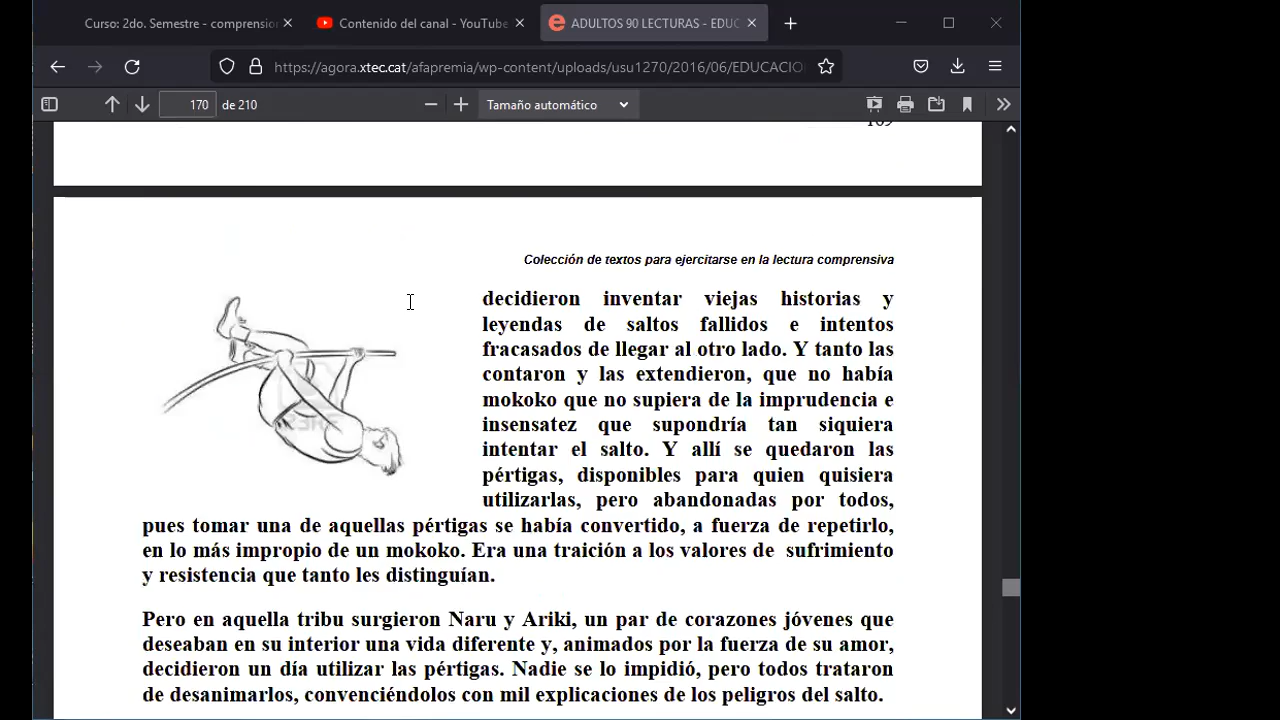 Curso: 2do. Semestre - comprension
Contenido del canal - YouTube
ADULTOS 90 LECTURAS - EDUC
https://agora.xtec.cat/afapremia/wp-content/uploads/usu1270/2016/06/EDUCACIO
170 de 210
Tamaño automático
169
Colección de textos para ejercitarse en la lectura comprensiva
decidieron inventar viejas historias y
leyendas de saltos fallidos e intentos
fracasados de llegar al otro lado. Y tanto las
contaron y las extendieron, que no había
mokoko que no supiera de la imprudencia e
insensatez que supondría tan siquiera
intentar el salto. Y allí se quedaron las
pértigas, disponibles para quien quisiera
utilizarlas, pero abandonadas por todos,
pues tomar una de aquellas pértigas se había convertido, a fuerza de repetirlo,
en lo más impropio de un mokoko. Era una traición a los valores de sufrimiento
y resistencia que tanto les distinguían.
Pero en aquella tribu surgieron Naru y Ariki, un par de corazones jóvenes que
deseaban en su interior una vida diferente y, animados por la fuerza de su amor,
decidieron un día utilizar las pértigas. Nadie se lo impidió, pero todos trataron
de desanimarlos, convenciéndolos con mil explicaciones de los peligros del salto.